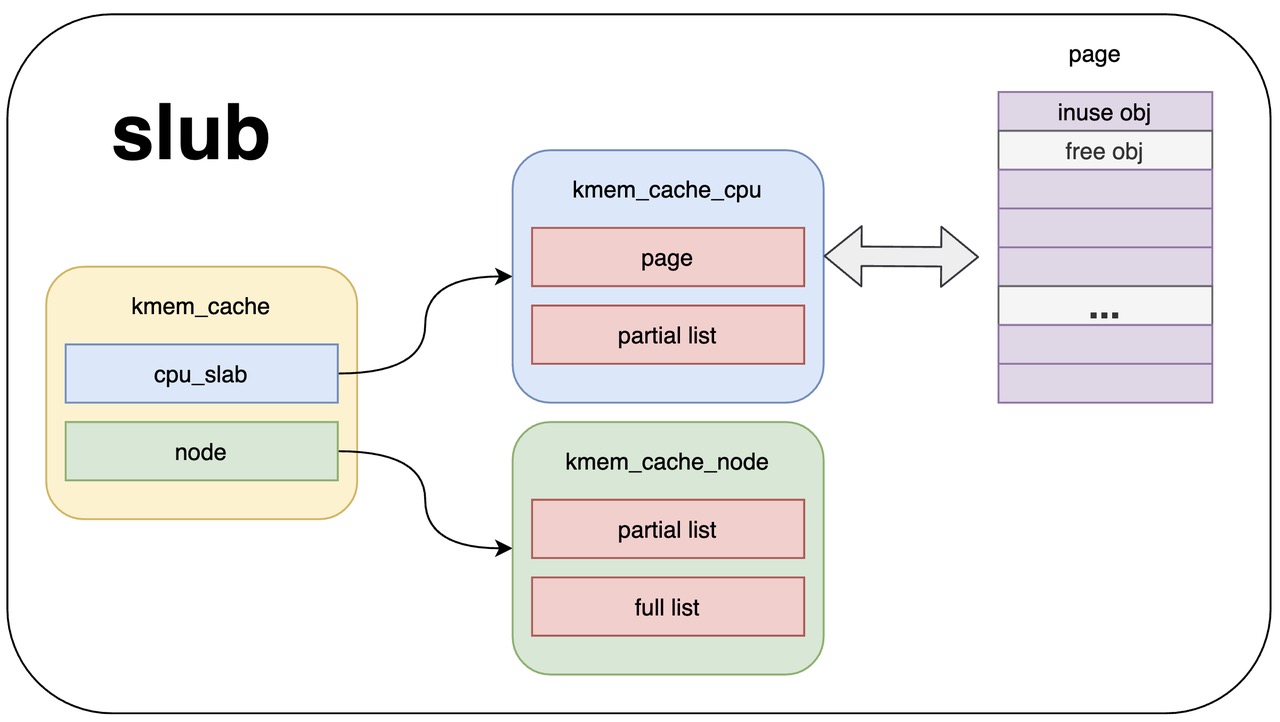 slub
kmem_cache
cpu_slab
node
kmem_cache_cpu
page
partial list
kmem_cache_node
partial list
full list
page
inuse obj
free obj
...